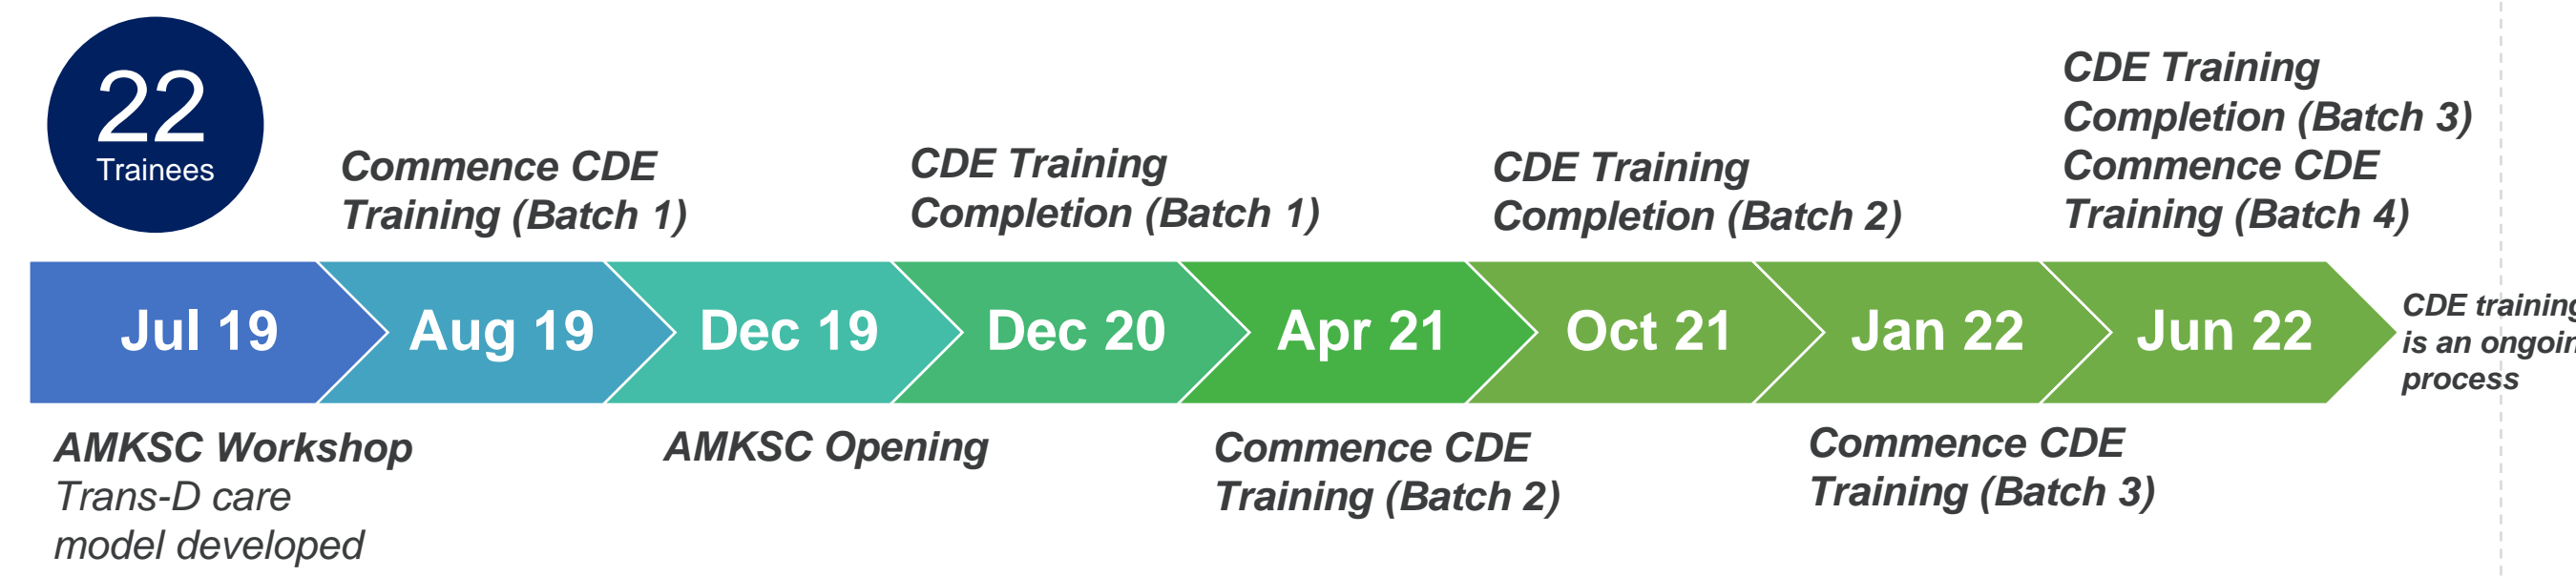 22
Trainees
Commence CDE
Training (Batch 1)
CDE Training
Completion (Batch 1)
CDE Training
Completion (Batch 2)
CDE Training
Completion (Batch 3)
Commence CDE
Training (Batch 4)
Jul 19
Aug 19
Dec 19
Dec 20
Apr 21
Oct 21
Jan 22
Jun 22
CDE training
is an ongoin
process
AMKSC Workshop
Trans-D care
model developed
AMKSC Opening
Commence CDE
Training (Batch 2)
Commence CDE
Training (Batch 3)